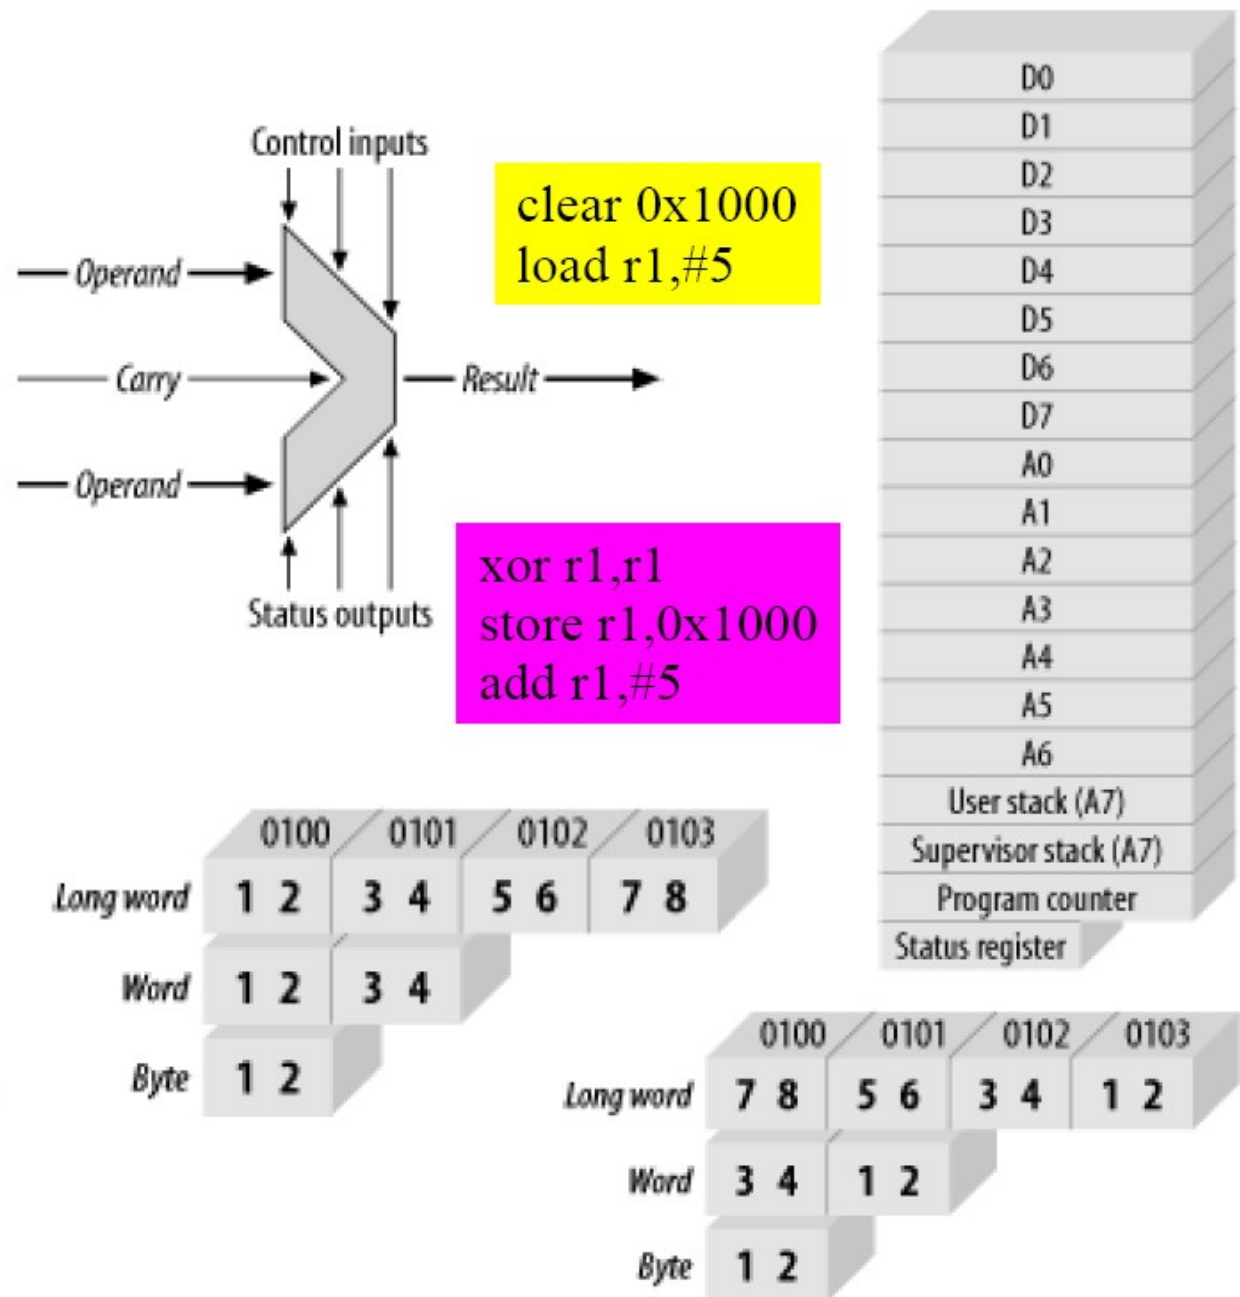 Control inputs
Operand
Carry
Result
Operand
Status outputs
clear 0x1000
load r1,#5
xor r1,r1
store r1,0x1000
add r1,#5
D0
D1
D2
D3
D4
D5
D6
D7
A0
A1
A2
A3
A4
A5
A6
User stack (A7)
Supervisor stack (A7)
Program counter
Status register
0100 0101 0102 0103
Long word 1 2 3 4 5 6 7 8
Word 1 2 3 4
Byte 1 2
0100 0101 0102 0103
Long word 7 8 5 6 3 4 1 2
Word 3 4 1 2
Byte 1 2